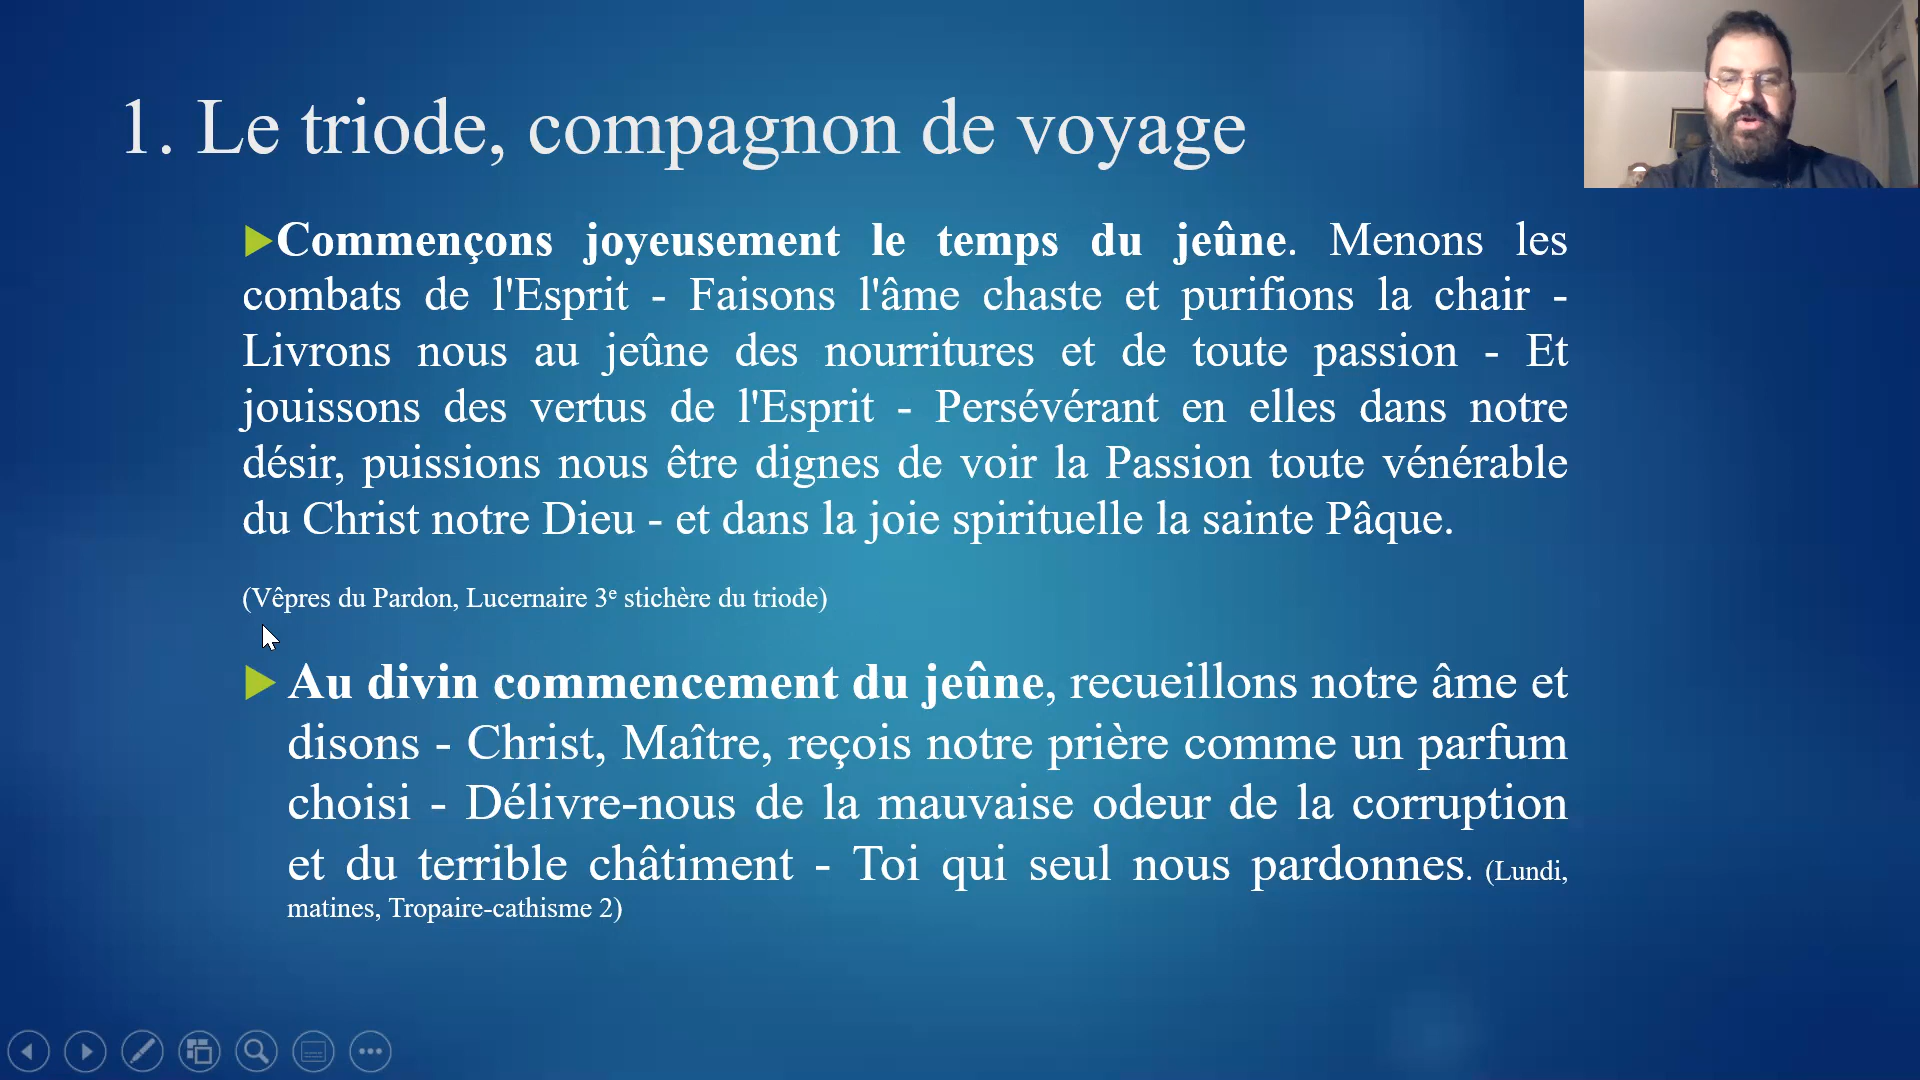 1. Le triode, compagnon de voyage
Commençons joyeusement le temps du jeûne. Menons les
combats de l'Esprit - Faisons l'âme chaste et purifions la chair -
Livrons nous au jeûne des nourritures et de toute passion - Et
jouissons des vertus de l'Esprit - Persévérant en elles dans notre
désir, puissions nous être dignes de voir la Passion toute vénérable
du Christ notre Dieu - et dans la joie spirituelle la sainte Pâque.
(Vêpres du Pardon, Lucernaire 3e stichère du triode)
Au divin commencement du jeûne, recueillons notre âme et
disons - Christ, Maître, reçois notre prière comme un parfum
choisi - Délivre-nous de la mauvaise odeur de la corruption
et du terrible châtiment - Toi qui seul nous pardonnes. (Lundi,
matines, Tropaire-cathisme 2)